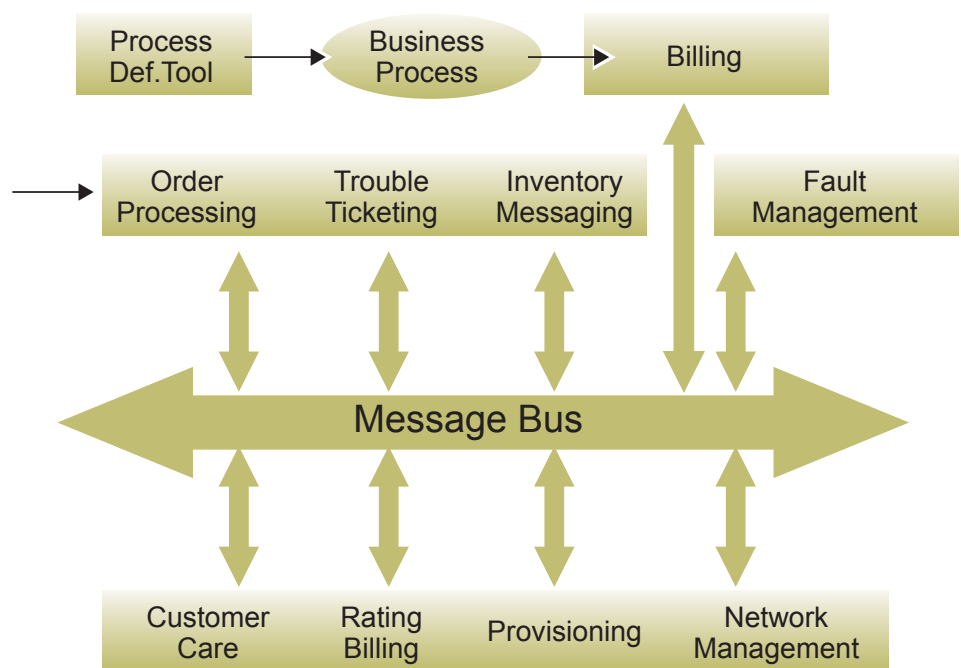 Process
Def.Tool
Business
Process
Billing
Order
Processing
Trouble
Ticketing
Inventory
Messaging
Fault
Management
Message Bus
Customer
Care
Rating
Billing
Provisioning
Network
Management